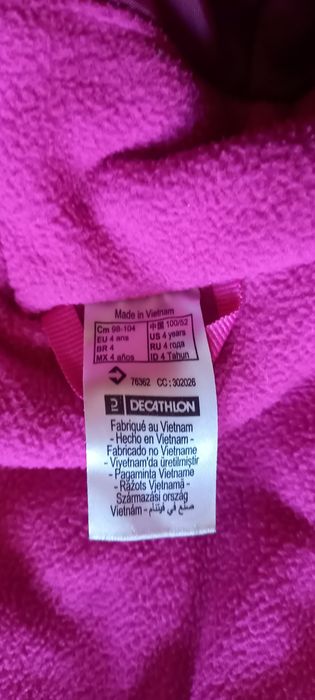 Made in Vietnam
Cm 98-104
EU 4 ans
BR 4
MX 4 años
中国 100/52
US 4 years
RU 4 года
ID 4 Tahun
76362 CC : 302026
DECATHLON
Fabriqué au Vietnam
- Hecho en Vietnam -
Fabricado no Vietname
- Viyetnam'da üretilmiştir
- Pagaminta Vietname
- Ražots Vjetnamā -
Származási ország
Vietnám - صنع في فيتنام